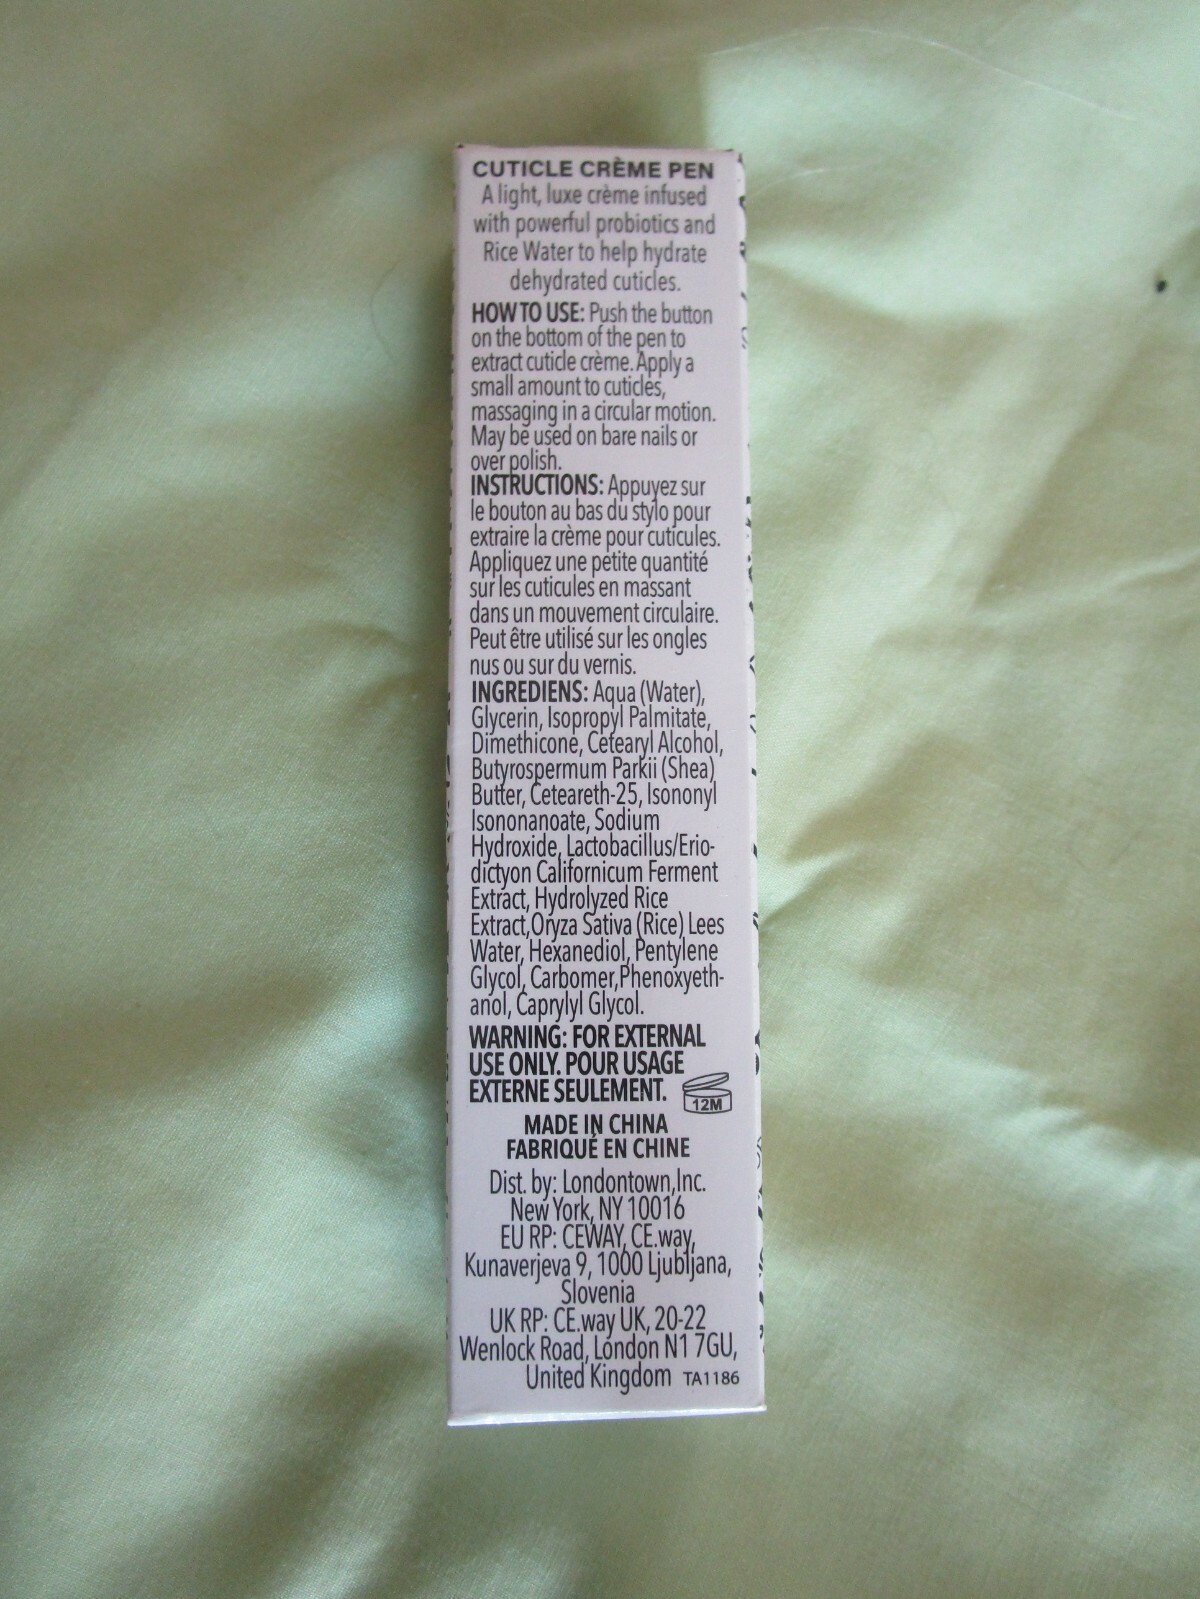 CUTICLE CRÈME PEN
A light, luxe crème infused
with powerful probiotics and
Rice Water to help hydrate
dehydrated cuticles.
HOW TO USE: Push the button
on the bottom of the pen to
extract cuticle crème. Apply a
small amount to cuticles,
massaging in a circular motion.
May be used on bare nails or
over polish.
INSTRUCTIONS: Appuyez sur
le bouton au bas du stylo pour
extraire la crème pour cuticules.
Appliquez une petite quantité
sur les cuticules en massant
dans un mouvement circulaire.
Peut être utilisé sur les ongles
nus ou sur du vernis.
INGREDIENS: Aqua (Water),
Glycerin, Isopropyl Palmitate,
Dimethicone, Cetearyl Alcohol,
Butyrospermum Parkii (Shea)
Butter, Ceteareth-25, Isononyl
Isononanoate, Sodium
Hydroxide, Lactobacillus/Erio-
dictyon Californicum Ferment
Extract, Hydrolyzed Rice
Extract,Oryza Sativa (Rice) Lees
Water, Hexanediol, Pentylene
Glycol, Carbomer,Phenoxyeth-
anol, Caprylyl Glycol.
WARNING: FOR EXTERNAL
USE ONLY. POUR USAGE
EXTERNE SEULEMENT.
12M
MADE IN CHINA
FABRIQUÉ EN CHINE
Dist. by: Londontown,Inc.
New York, NY 10016
EU RP: CEWAY, CE.way,
Kunaverjeva 9, 1000 Ljubljana,
Slovenia
UK RP: CE.way UK, 20-22
Wenlock Road, London N1 7GU,
United Kingdom TA1186